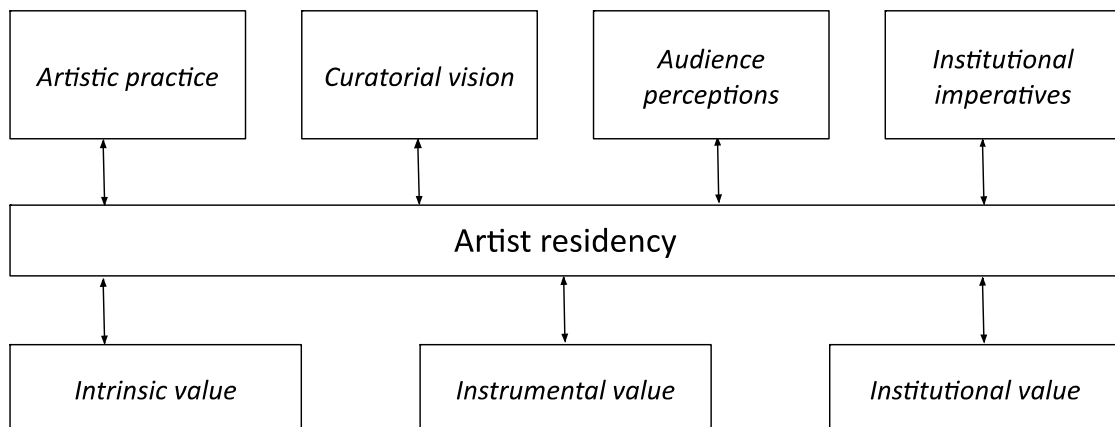 Artistic practice
Curatorial vision
Audience
perceptions
Institutional
imperatives
Artist residency
Intrinsic value
Instrumental value
Institutional value